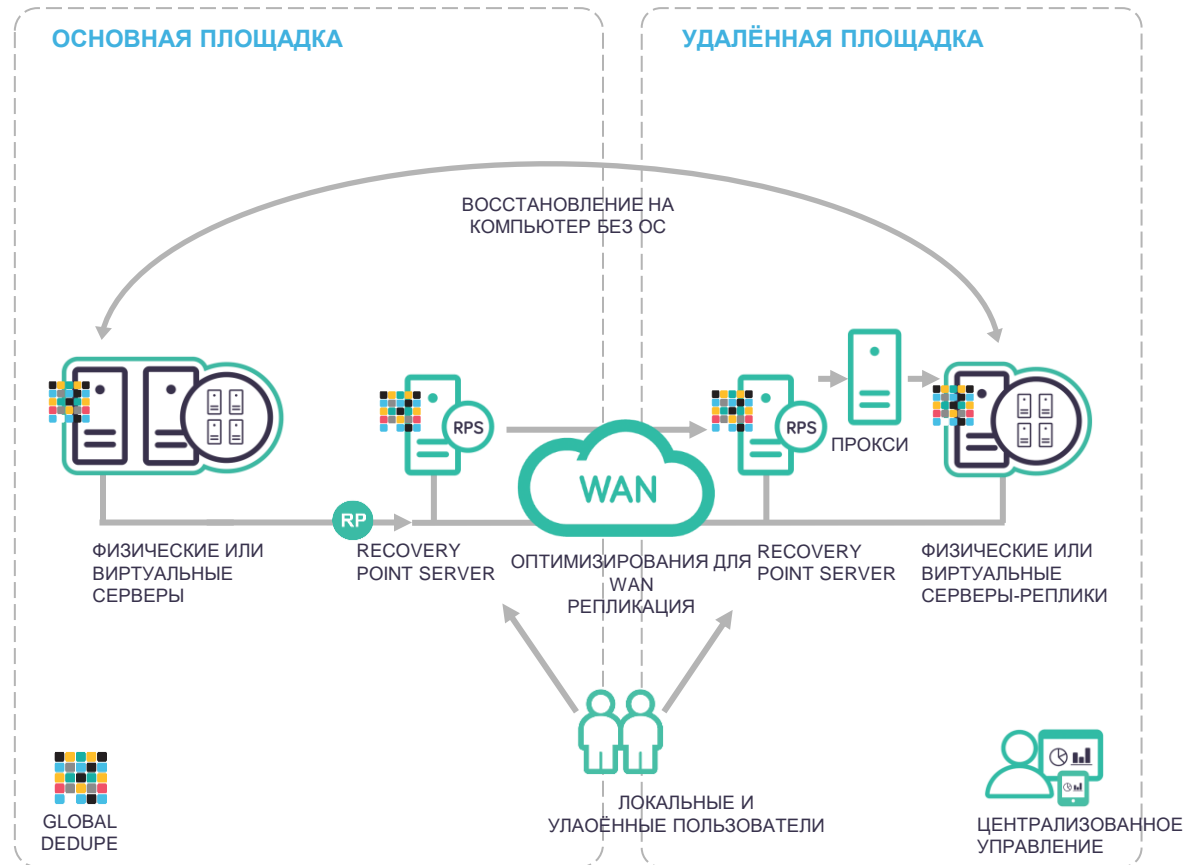 ОСНОВНАЯ ПЛОЩАДКА
УДАЛЁННАЯ ПЛОЩАДКА
ВОССТАНОВЛЕНИЕ НА
КОМПЬЮТЕР БЕЗ ОС
RPS
RPS
ПРОКСИ
WAN
RP
ФИЗИЧЕСКИЕ ИЛИ
ВИРТУАЛЬНЫЕ
СЕРВЕРЫ
RECOVERY
POINT SERVER
ОПТИМИЗИРОВАНИЯ ДЛЯ
WAN
РЕПЛИКАЦИЯ
RECOVERY
POINT SERVER
ФИЗИЧЕСКИЕ ИЛИ
ВИРТУАЛЬНЫЕ
СЕРВЕРЫ-РЕПЛИКИ
GLOBAL
DEDUPE
ЛОКАЛЬНЫЕ И
УЛАОЁННЫЕ ПОЛЬЗОВАТЕЛИ
ЦЕНТРАЛИЗОВАННОЕ
УПРАВЛЕНИЕ